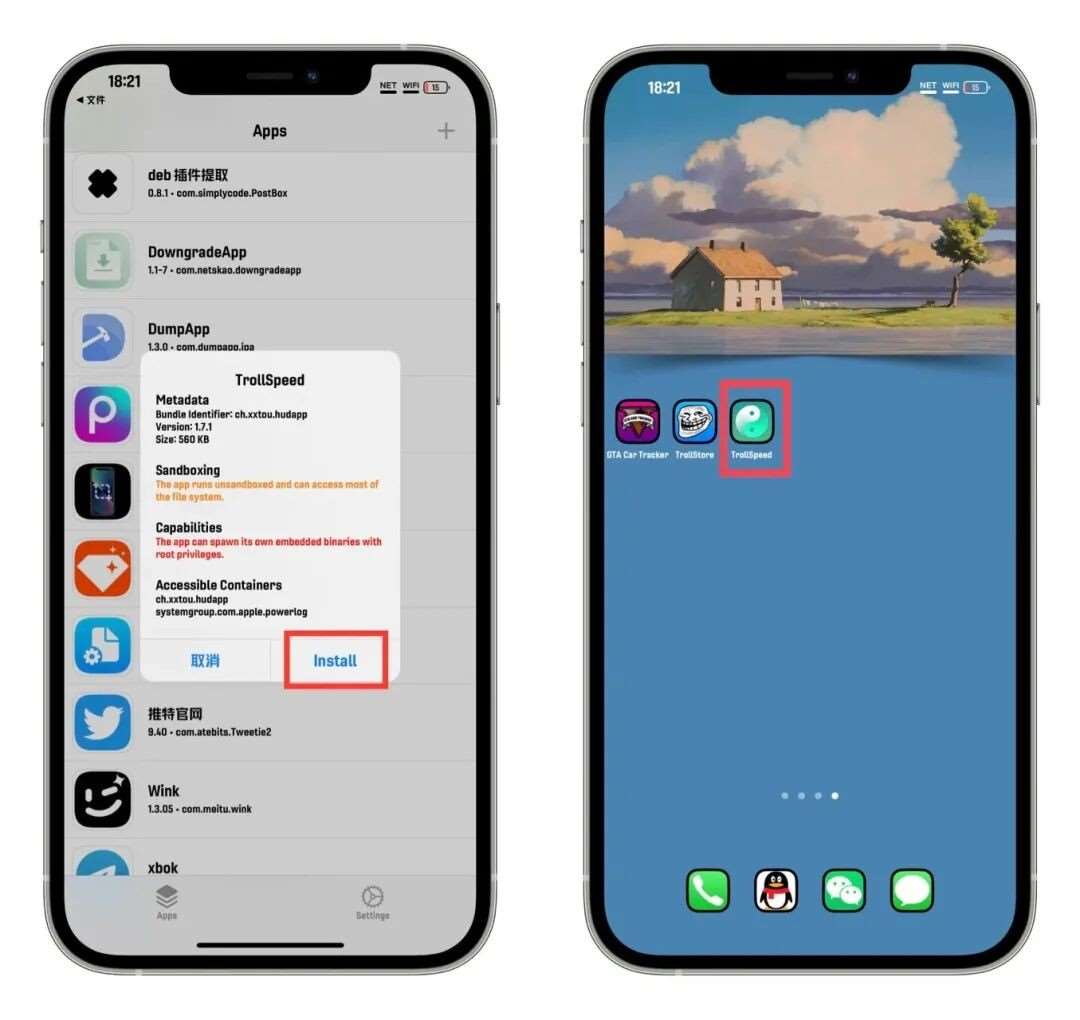 18:21
NET WIFI 15
文件
Apps
deb 插件提取
0.8.1 • com.simplycode.PostBox
DowngradeApp
1.1-7 • com.netskao.downgradeapp
DumpApp
1.3.0 • com.dumpapp.ipa
TrollSpeed
Metadata
Bundle Identifier: ch.xxtou.hudapp
Version: 1.7.1
Size: 560 KB
Sandboxing
The app runs unsandboxed and can access most of
the file system.
Capabilities
The app can spawn its own embedded binaries with
root privileges.
Accessible Containers
ch.xxtou.hudapp
systemgroup.com.apple.powerlog
取消 Install
推特官网
9.40 • com.atebits.Tweetie2
Wink
1.3.05 • com.meitu.wink
xbok
Apps Settings
18:21
NET WIFI 15
GTA Car Tracker TrollStore TrollSpeed